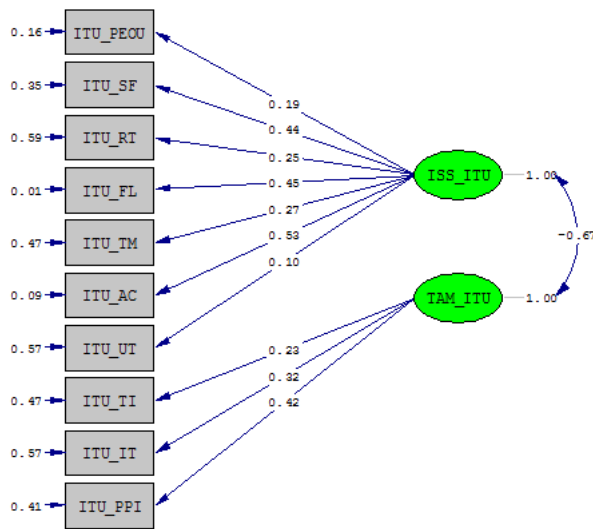 0.16 ITU_PEOU
0.35 ITU_SF
0.59 ITU_RT
0.01 ITU_FL
0.47 ITU_TM
0.09 ITU_AC
0.57 ITU_UT
0.47 ITU_TI
0.57 ITU_IT
0.41 ITU_PPI
0.19
0.44
0.25
0.45
0.27
0.53
0.10
0.23
0.32
0.42
ISS_ITU 1.00
TAM_ITU 1.00
-0.67